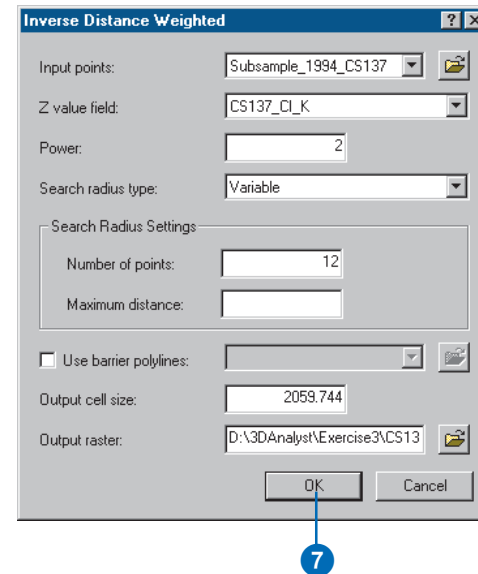 Inverse Distance Weighted
Input points: Subsample_1994_CS137
Z value field: CS137_CI_K
Power: 2
Search radius type: Variable
Search Radius Settings
Number of points: 12
Maximum distance:
Use barrier polylines:
Output cell size: 2059.744
Output raster: D:\3DAnalyst\Exercise3\CS13
OK Cancel
7